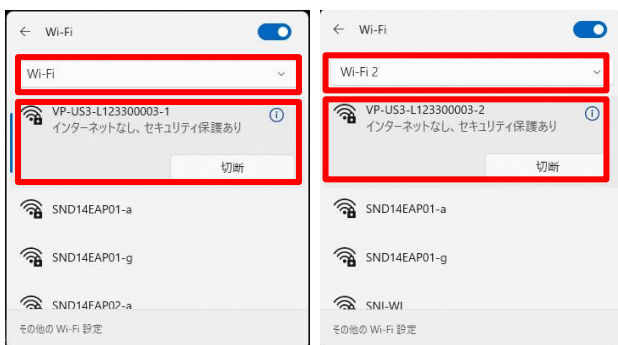 Wi-Fi
Wi-Fi
VP-US3-L123300003-1
インターネットなし、セキュリティ保護あり
切断
SND14EAP01-a
SND14EAP01-g
SND14EAP02-a
その他の Wi-Fi 設定
Wi-Fi
Wi-Fi 2
VP-US3-L123300003-2
インターネットなし、セキュリティ保護あり
切断
SND14EAP01-a
SND14EAP01-g
SNI-WI
その他の Wi-Fi 設定